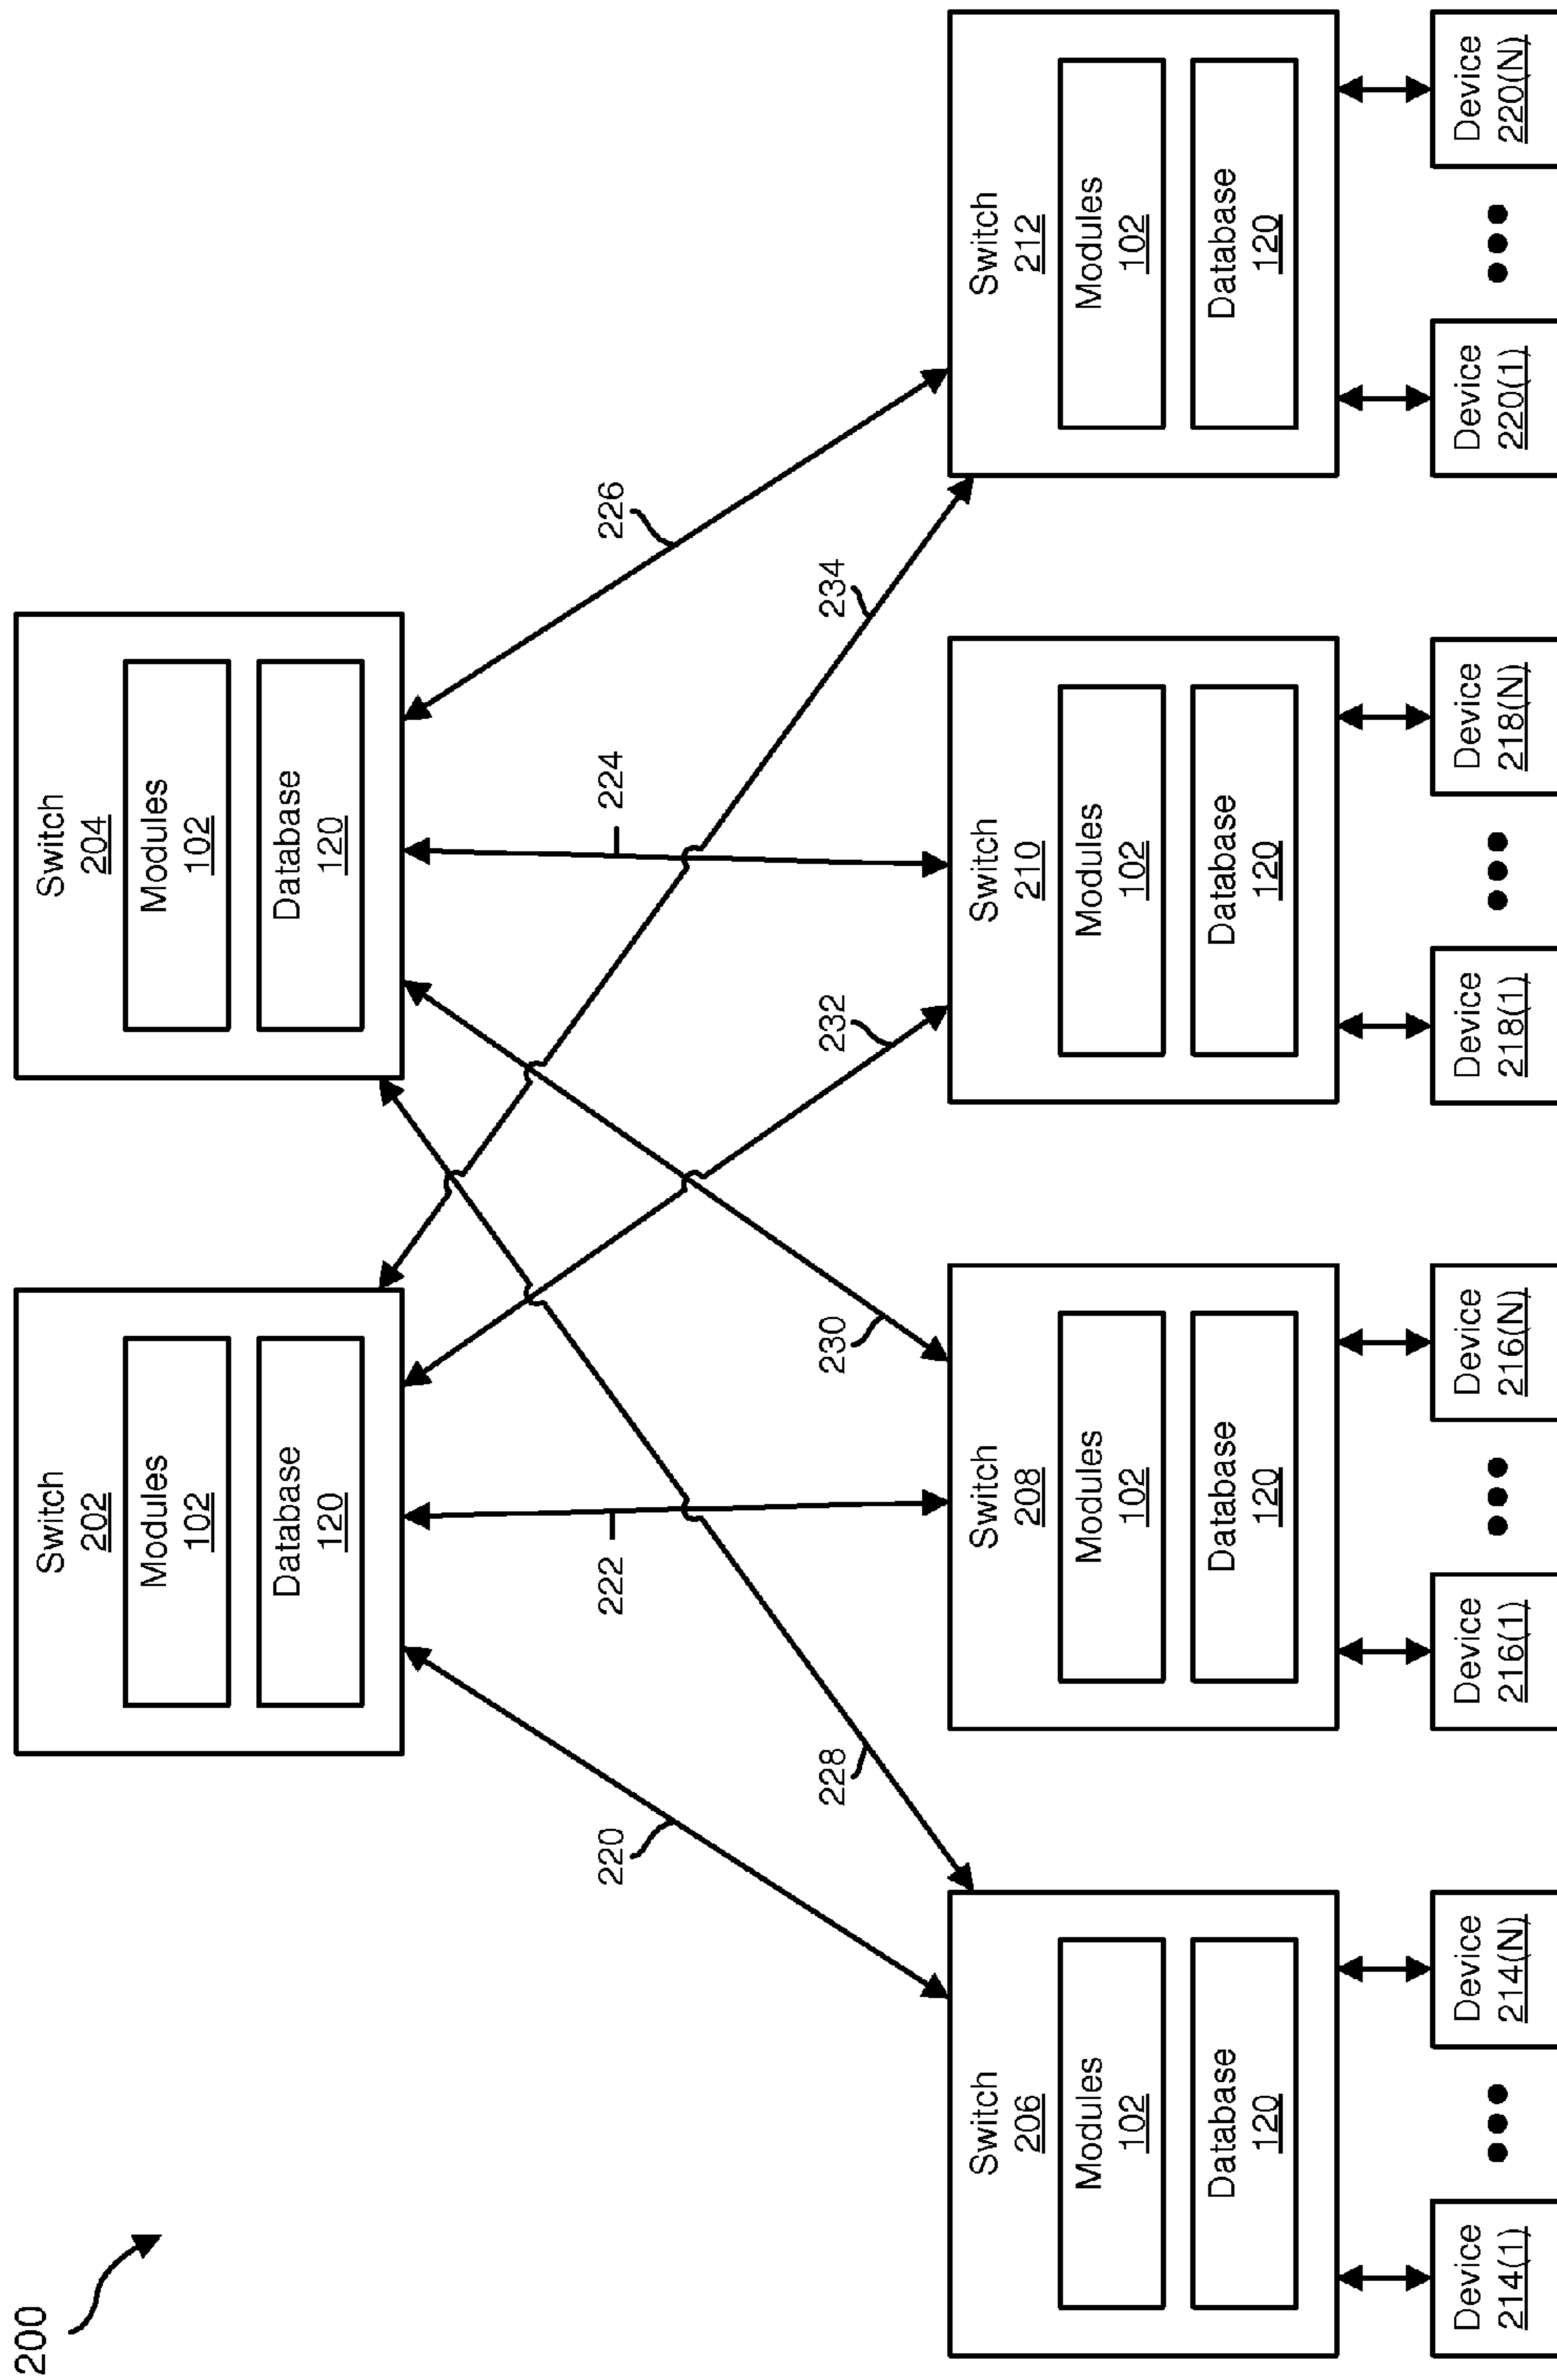 200
Switch
202
Modules
102
Database
120
Switch
204
Modules
102
Database
120
220
222
224
226
228
230
232
234
Switch
206
Modules
102
Database
120
Switch
208
Modules
102
Database
120
Switch
210
Modules
102
Database
120
Switch
212
Modules
102
Database
120
Device
214(1)
Device
214(N)
Device
216(1)
Device
216(N)
Device
218(1)
Device
218(N)
Device
220(1)
Device
220(N)